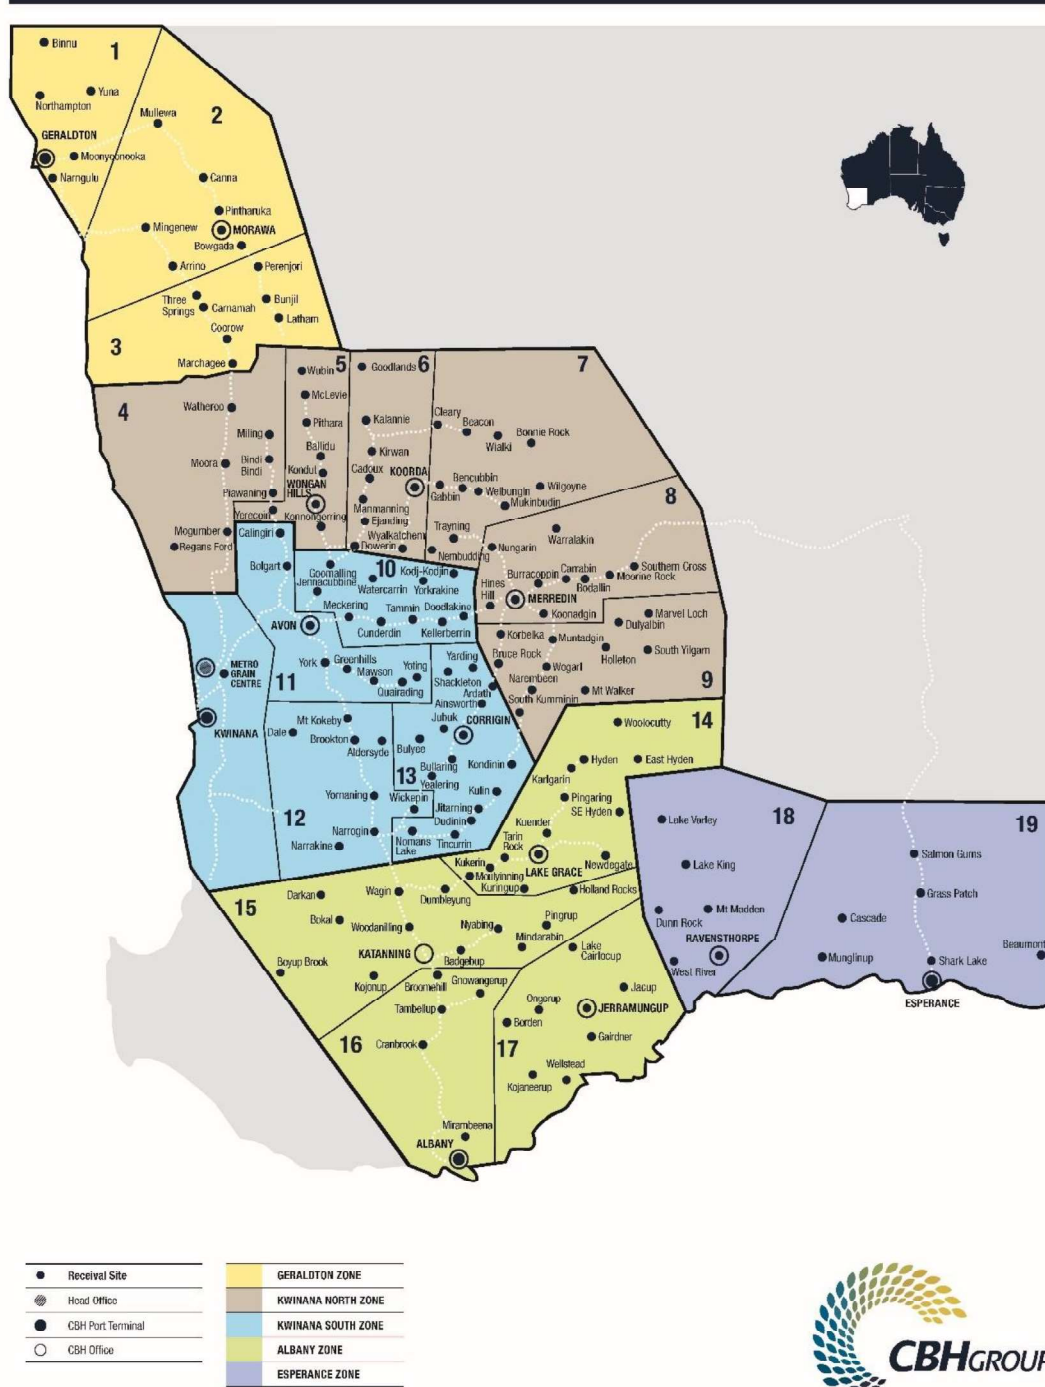 Binnu
1
Yuna
Northampton
2
Mullewa
GERALDTON
Moonyoonooka
Narngulu
Canna
Pintharuka
Mingenew
MORAWA
Bowgada
Arrino
Perenjori
Three
Springs
Carnamah
Bunjil
Latham
Coorow
3
Marchagee
5
Wubin
Goodlands
6
7
McLevie
4
Watheroo
Kalannie
Cleary
Beacon
Pithara
Miling
Wialki
Bonnie Rock
Ballidu
Kirwan
Moora
Bindi
Bindi
Kondut
Cadoux
KOORDA
Bencubbin
WONGAN
HILLS
Gabbin
Welbungin
Wilgoyne
Piawaning
Mukinbudin
8
Manmanning
Yorecoin
Konnongorring
Ejanding
Mogumber
Calingiri
Wyalkatchem
Trayning
Warralakin
Regans Ford
Dowerin
Nembudding
Nungarin
10
Bolgart
Goomalling
Kodj-Kodjin
Southern Cross
Jennacubbine
Watercarrin
Yorkrakine
Hines
Hill
Burracoppin
Carrabin
Moorine Rock
Bodallin
MERREDIN
Meckering
Tammin
Doodlakine
Koonadgin
Marvel Loch
AVON
Cunderdin
Kellerberrin
Dulyalbin
Korbelka
Muntadgin
METRO
GRAIN
CENTRE
York
Greenhills
Yoting
Yarding
Bruce Rock
Holleton
South Yilgarn
Mawson
Shackleton
Wogarl
11
Quairading
Ardath
Narembeen
9
Ainsworth
Mt Walker
South Kumminin
KWINANA
Mt Kokeby
Jubuk
CORRIGIN
14
Woolocutty
Dale
Brookton
Aldersyde
Bulyee
Bullaring
Kondinin
Hyden
East Hyden
13
Yealering
Karlgarin
18
Yornaning
Wickepin
Kulin
Pingaring
19
12
Jitarning
SE Hyden
Lake Varley
Dudinin
Kuender
Narrogin
Nomans
Lake
Tincurrin
Tarin
Rock
Narrakine
Salmon Gums
Kukerin
LAKE GRACE
Newdegate
Lake King
Moulyinning
Kuringup
Holland Rocks
15
Darkan
Wagin
Dumbleyung
Grass Patch
Bokal
Woodanilling
Nyabing
Pingrup
Mt Madden
Dunn Rock
Cascade
Mindarabin
RAVENSTHORPE
Beaumont
KATANNING
Badgebup
Lake
Cairlocup
Boyup Brook
Munglinup
Shark Lake
West River
Kojonup
Broomehill
Gnowangerup
Jacup
ESPERANCE
Tambellup
Ongerup
JERRAMUNGUP
Borden
16
Cranbrook
17
Gairdner
Wellstead
Kojaneerup
Mirambeena
ALBANY
Receival Site
Head Office
CBH Port Terminal
CBH Office
GERALDTON ZONE
KWINANA NORTH ZONE
KWINANA SOUTH ZONE
ALBANY ZONE
ESPERANCE ZONE
CBHGROUP